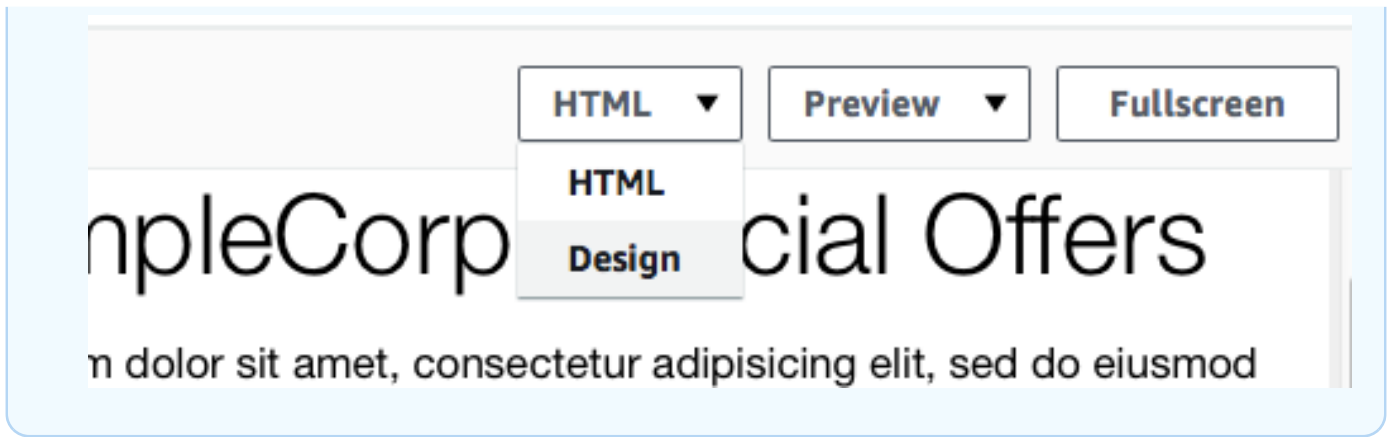 HTML ▼ Preview ▼ Fullscreen
HTML
npleCorp cial Offers
Design
m dolor sit amet, consectetur adipisicing elit, sed do eiusmod